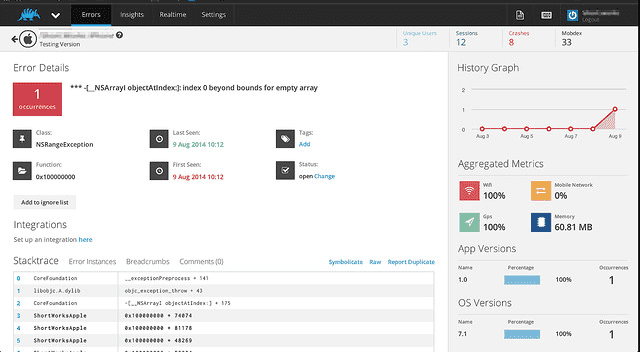 Errors Insights Realtime Settings
Logout
Testing Version
Unique Users Sessions Crashes Mobdex
3 12 8 33
Error Details
1
occurrences
*** -[__NSArrayI objectAtIndex:]: index 0 beyond bounds for empty array
Class: Last Seen: Tags:
NSRangeException 9 Aug 2014 10:12 Add
Function: First Seen: Status:
0x100000000 9 Aug 2014 10:12 open Change
Add to ignore list
Integrations
Set up an integration here
Stacktrace Error Instances Breadcrumbs Comments (0) Symbolicate Raw Report Duplicate
0 CoreFoundation __exceptionPreprocess + 141
1 libobjc.A.dylib objc_exception_throw + 43
2 CoreFoundation -[__NSArrayI objectAtIndex:] + 175
3 ShortWorksApple 0x100000000 + 74074
4 ShortWorksApple 0x100000000 + 81178
5 ShortWorksApple 0x100000000 + 48269
History Graph
2
1
0
Aug 3 Aug 5 Aug 7 Aug 9
Aggregated Metrics
Wifi Mobile Network
100% 0%
Gps Memory
100% 60.81 MB
App Versions
Name Percentage Occurrences
1.0 100% 1
OS Versions
Name Percentage Occurrences
7.1 100% 1